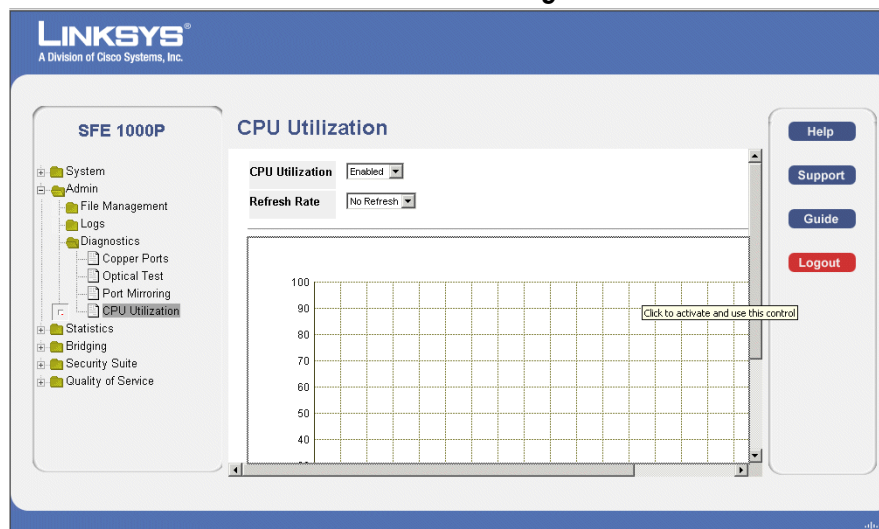 LINKSYS®
A Division of Cisco Systems, Inc.
SFE 1000P
System
Admin
File Management
Logs
Diagnostics
Copper Ports
Optical Test
Port Mirroring
CPU Utilization
Statistics
Bridging
Security Suite
Quality of Service
CPU Utilization
CPU Utilization Enabled
Refresh Rate No Refresh
100
90
80
70
60
50
40
Click to activate and use this control
Help
Support
Guide
Logout